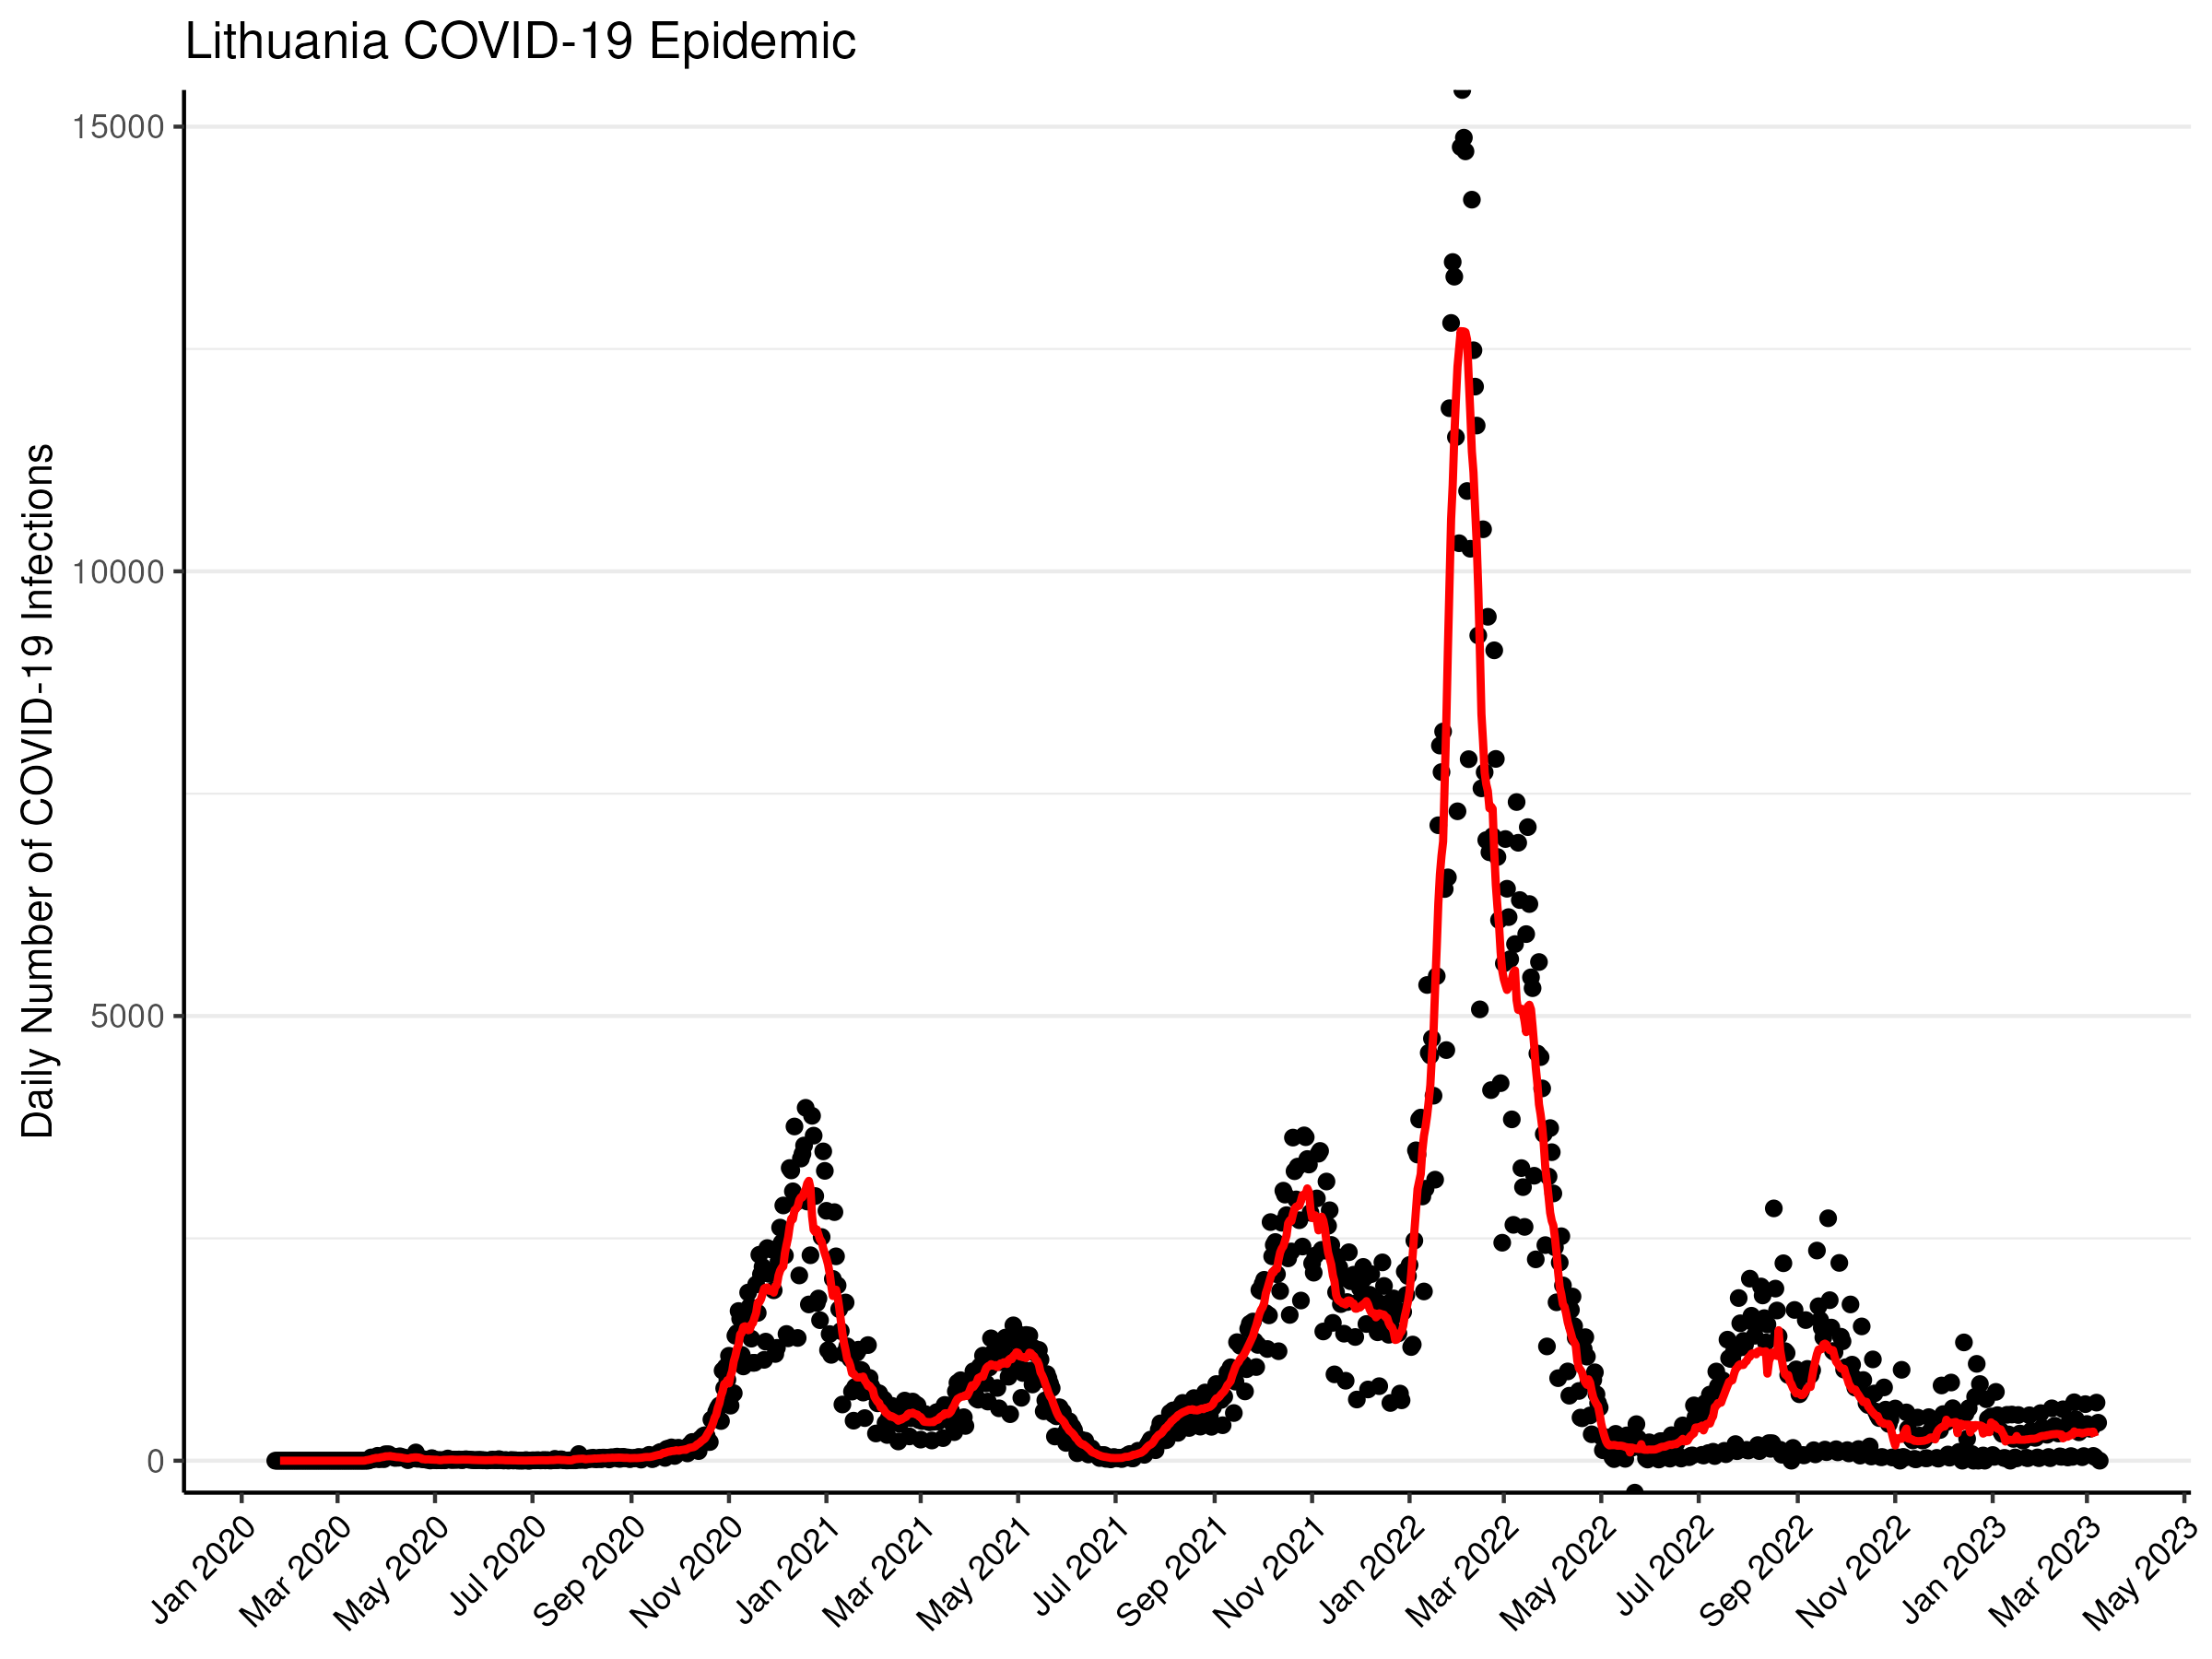 Lithuania COVID-19 Epidemic
Daily Number of COVID-19 Infections
15000
10000
5000
0
Jan 2020
Mar 2020
May 2020
Jul 2020
Sep 2020
Nov 2020
Jan 2021
Mar 2021
May 2021
Jul 2021
Sep 2021
Nov 2021
Jan 2022
Mar 2022
May 2022
Jul 2022
Sep 2022
Nov 2022
Jan 2023
Mar 2023
May 2023